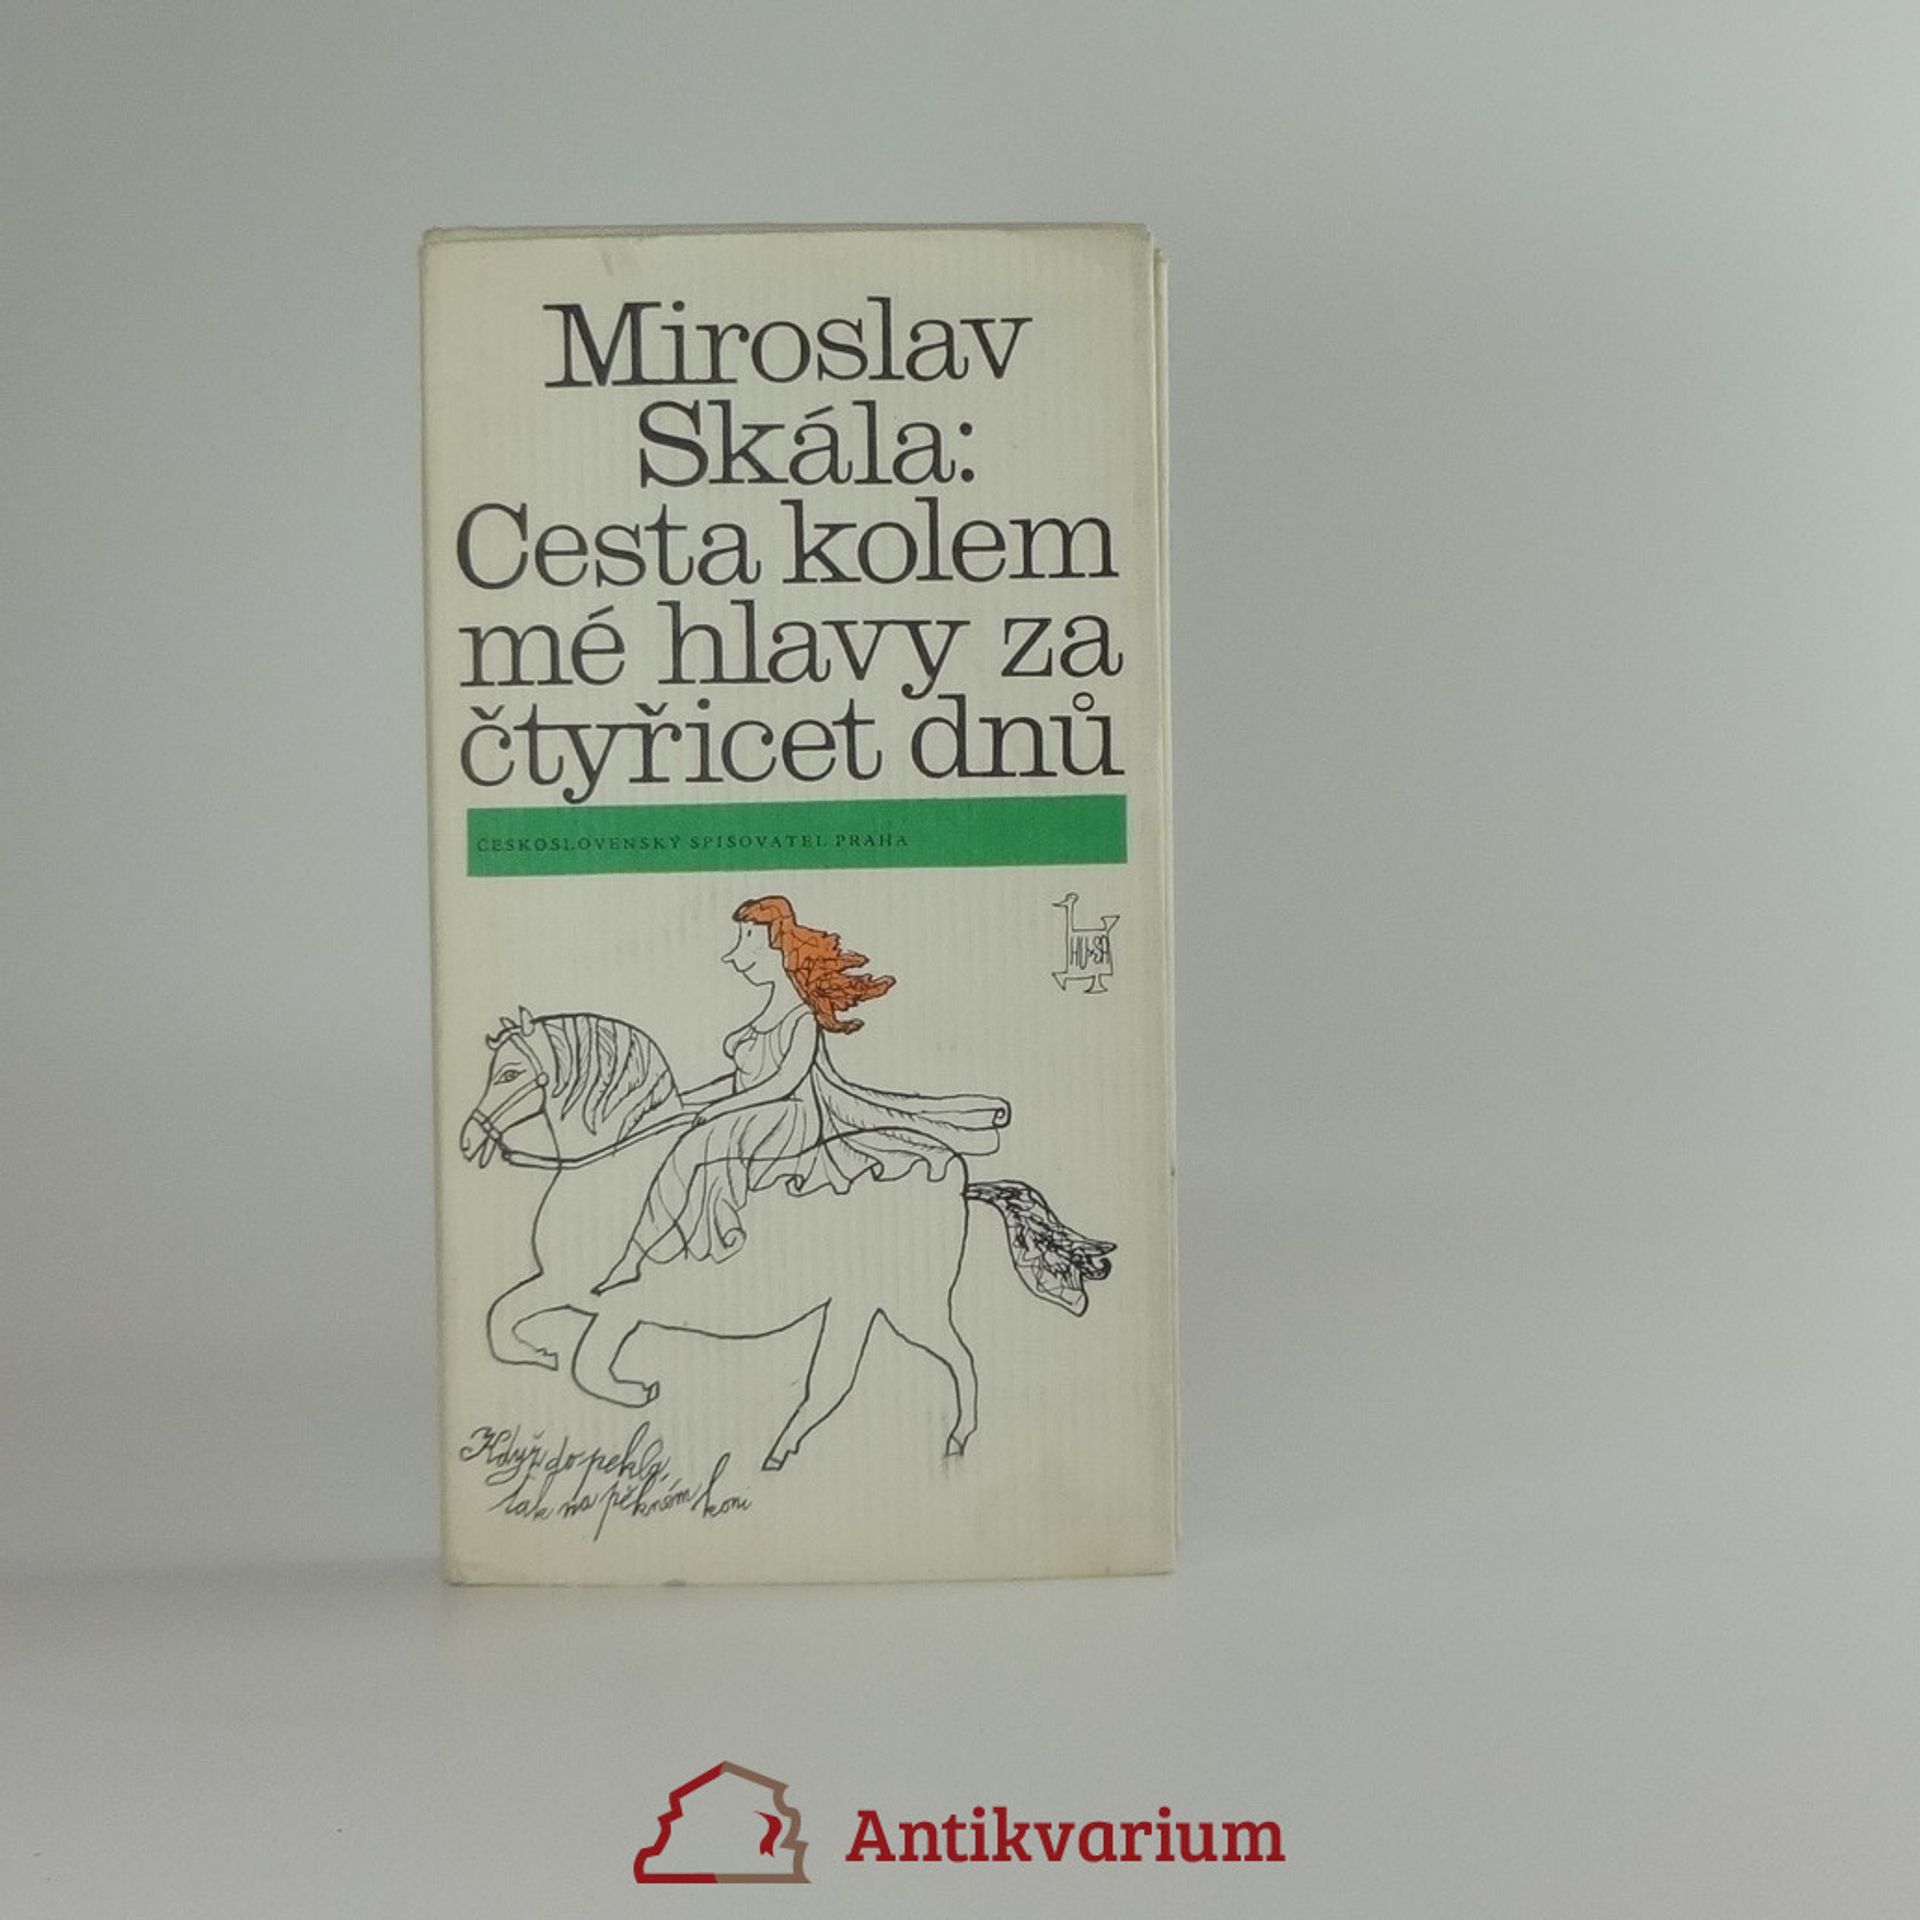 Miroslav
Skála:
Cesta kolem
mé hlavy za
čtyřicet dnů
ČESKOSLOVENSKÝ SPISOVATEL PRAHA
HUSA
Když do pekla,
tak na pěkném koni
Antikvarium